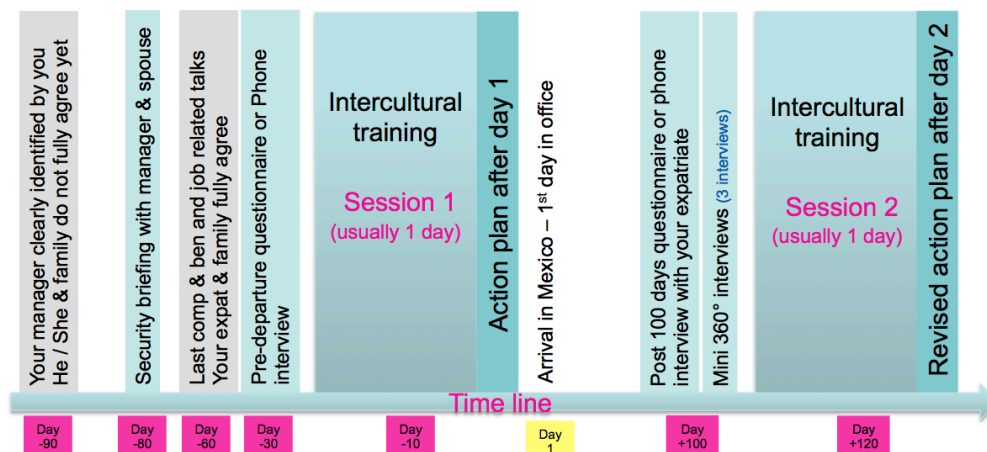 Your manager clearly identified by you
He / She & family do not fully agree yet
Security briefing with manager & spouse
Last comp & ben and job related talks
Your expat & family fully agree
Pre-departure questionnaire or Phone
interview
Intercultural
training
Session 1
(usually 1 day)
Action plan after day 1
Arrival in Mexico – 1st day in office
Post 100 days questionnaire or phone
interview with your expatriate
Mini 360° interviews (3 interviews)
Intercultural
training
Session 2
(usually 1 day)
Revised action plan after day 2
Time line
Day
-90
Day
-80
Day
-60
Day
-30
Day
-10
Day
1
Day
+100
Day
+120